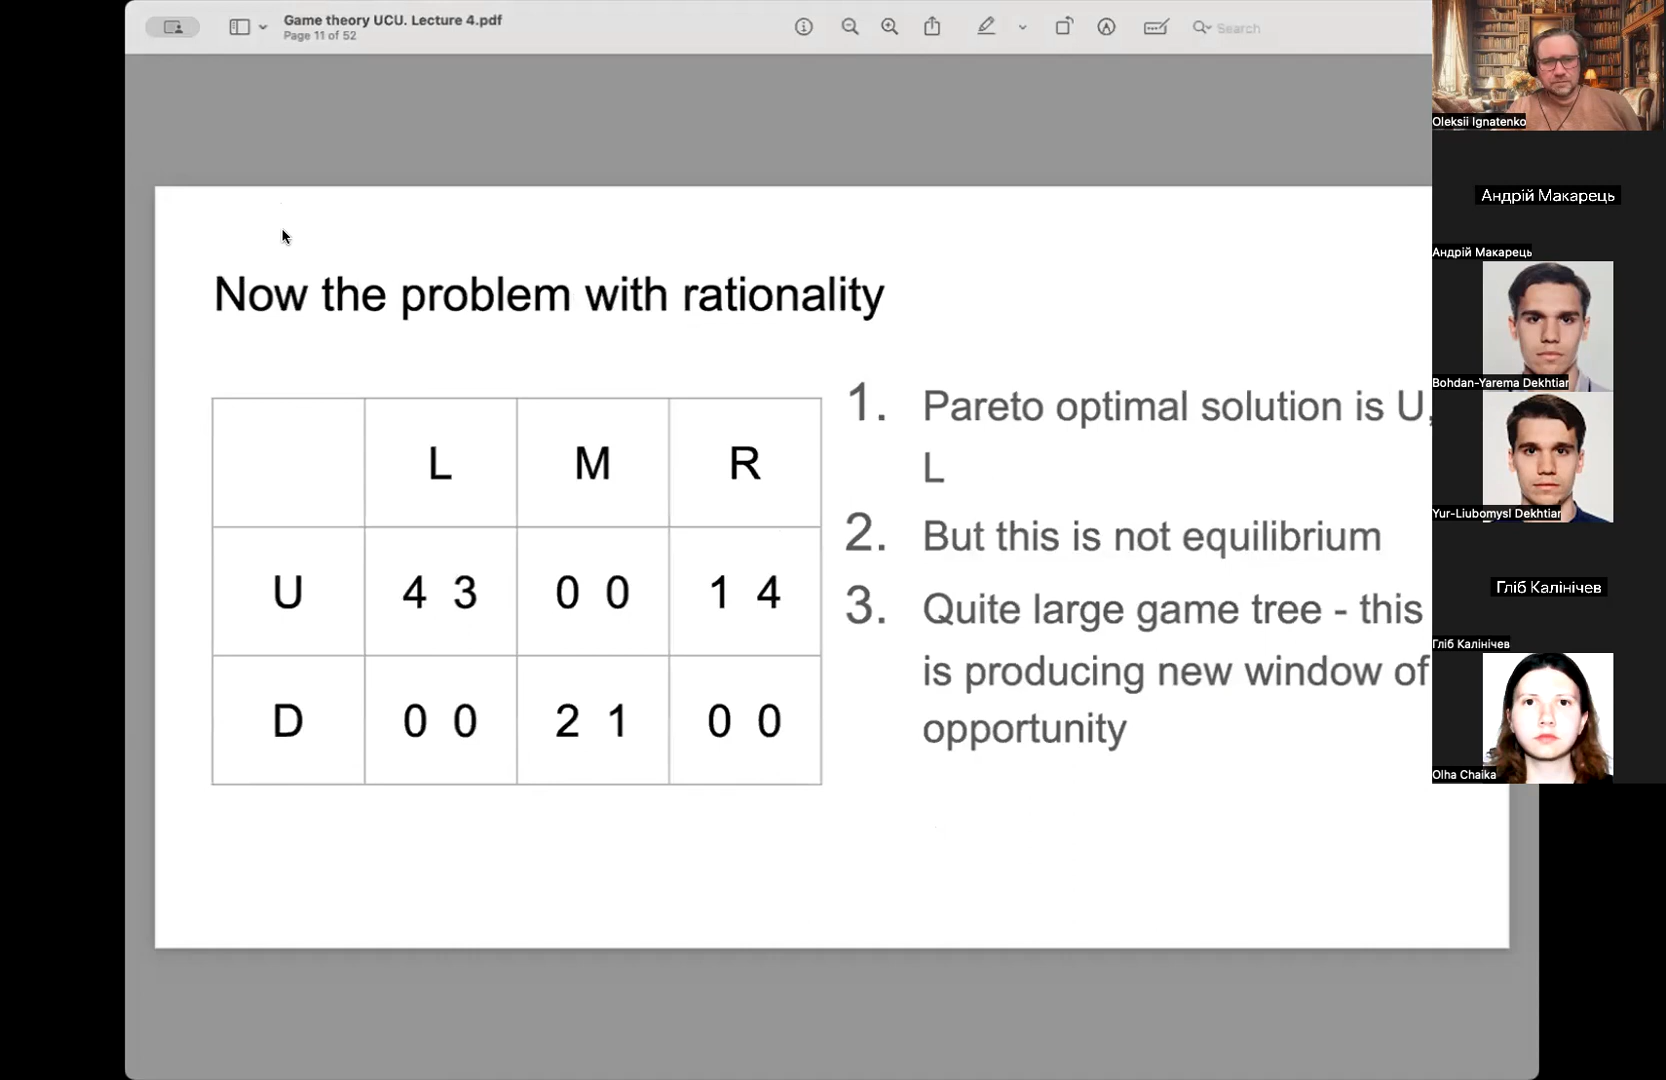 Game theory UCU. Lecture 4.pdf
Page 11 of 52
Search
Now the problem with rationality
L M R
U 4 3 0 0 1 4
D 0 0 2 1 0 0
1. Pareto optimal solution is U,
L
2. But this is not equilibrium
3. Quite large game tree - this
is producing new window of
opportunity
Oleksii Ignatenko
Андрій Макарець
Андрій Макарець
Bohdan-Yarema Dekhtiar
Yur-Liubomysl Dekhtiar
Гліб Калінічев
Гліб Калінічев
Olha Chaika